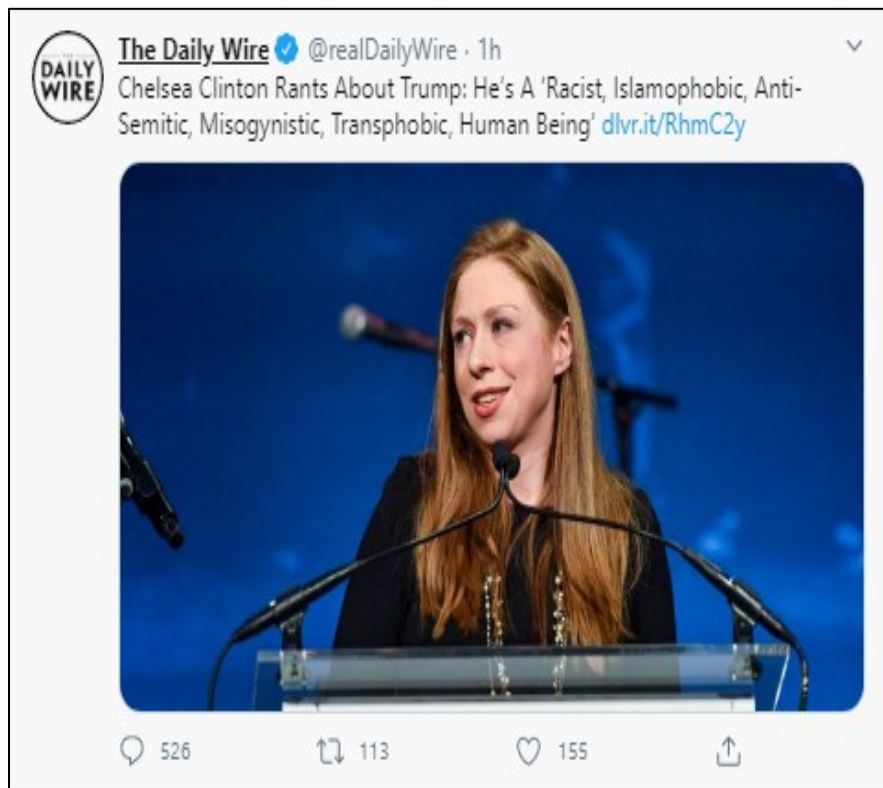 THE
DAILY
WIRE
The Daily Wire @realDailyWire · 1h
Chelsea Clinton Rants About Trump: He's A 'Racist, Islamophobic, Anti-
Semitic, Misogynistic, Transphobic, Human Being' dlvr.it/RhmC2y
526 113 155